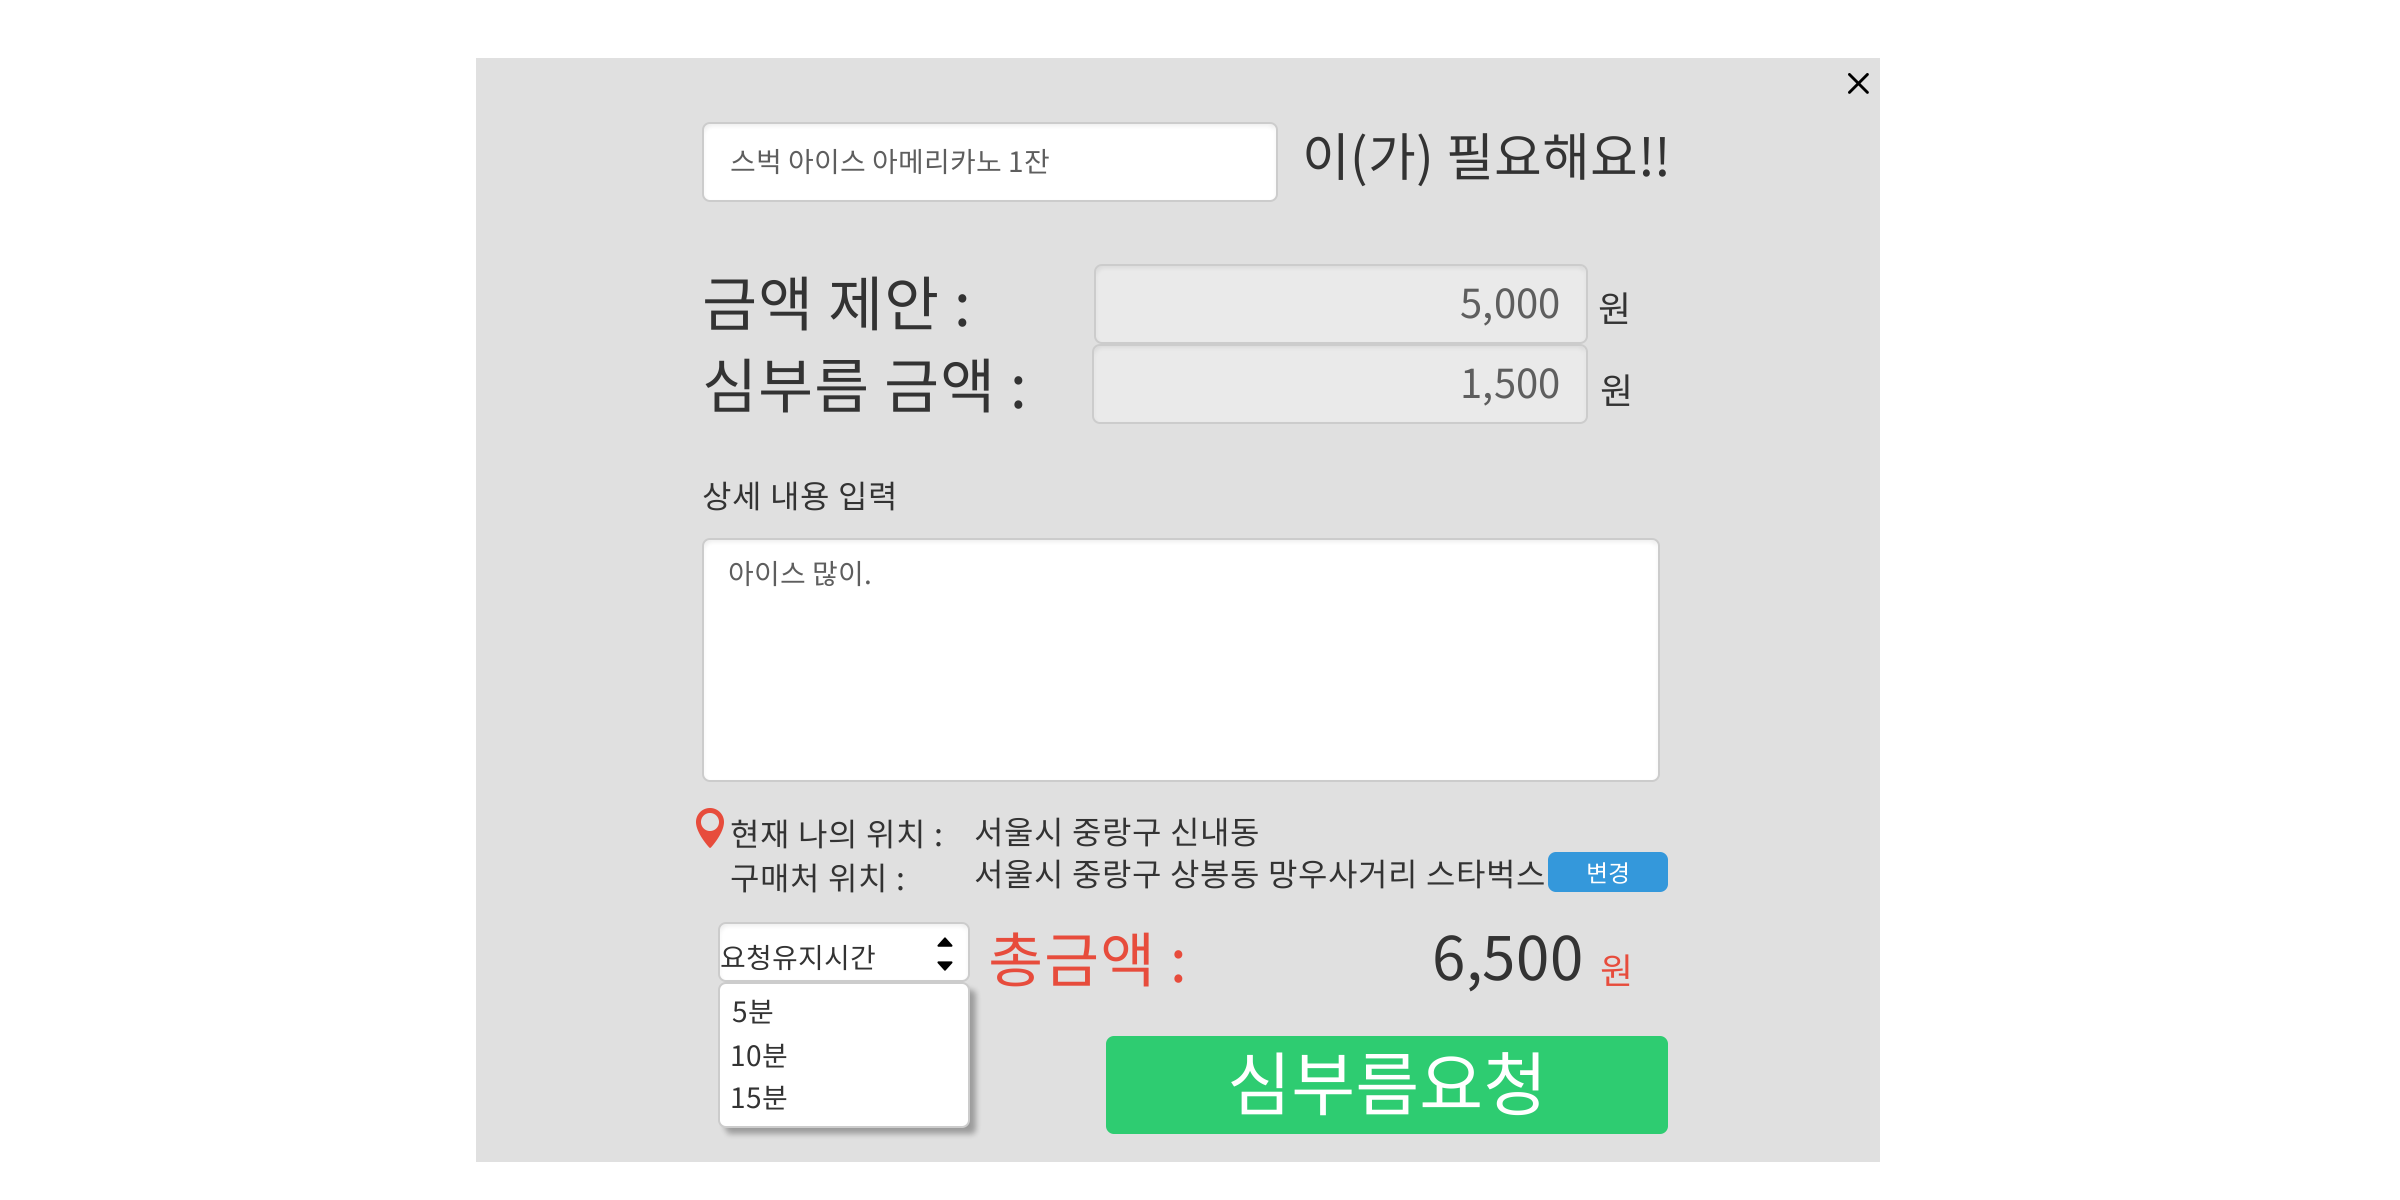 스벅 아이스 아메리카노 1잔 이(가) 필요해요!!
금액 제안 : 5,000 원
심부름 금액 : 1,500 원
상세 내용 입력
아이스 많이.
현재 나의 위치 : 서울시 중랑구 신내동
구매처 위치 : 서울시 중랑구 상봉동 망우사거리 스타벅스 변경
요청유지시간 총금액 : 6,500 원
5분
10분
15분
심부름요청